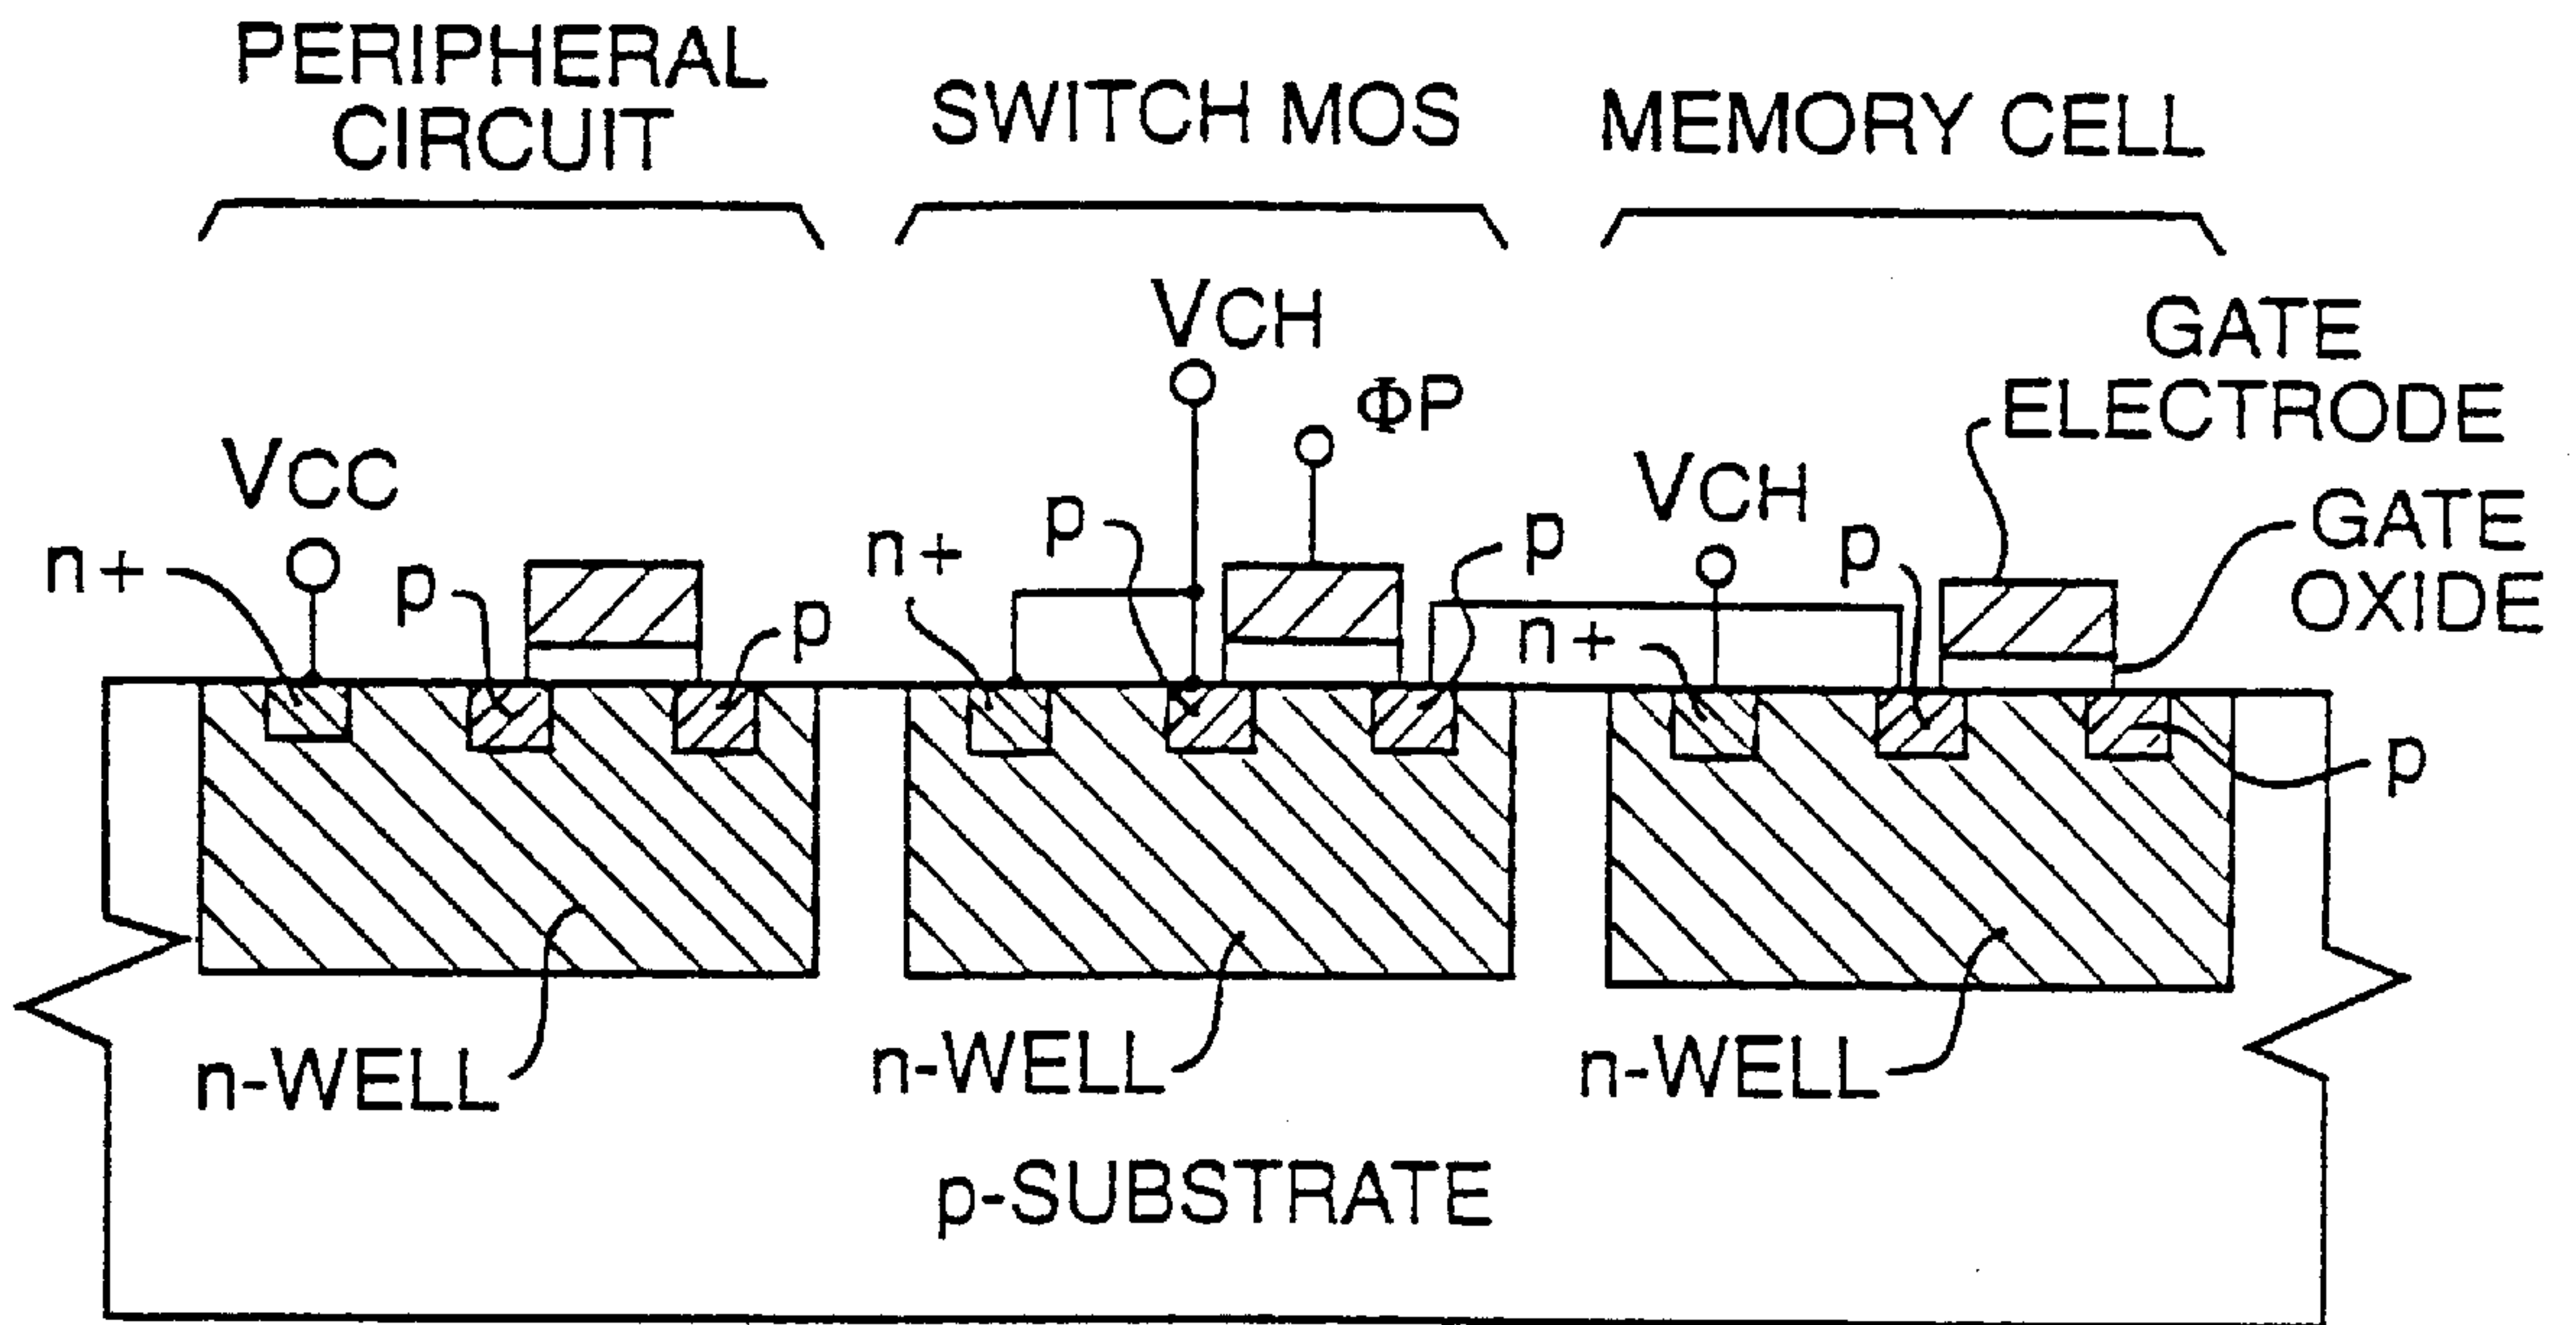 PERIPHERAL
CIRCUIT
SWITCH MOS
MEMORY CELL
VCH
ΦP
GATE
ELECTRODE
VCC
VCH
GATE
OXIDE
n+
p
p
n+
p
p
n+
p
p
n-WELL
n-WELL
n-WELL
p-SUBSTRATE